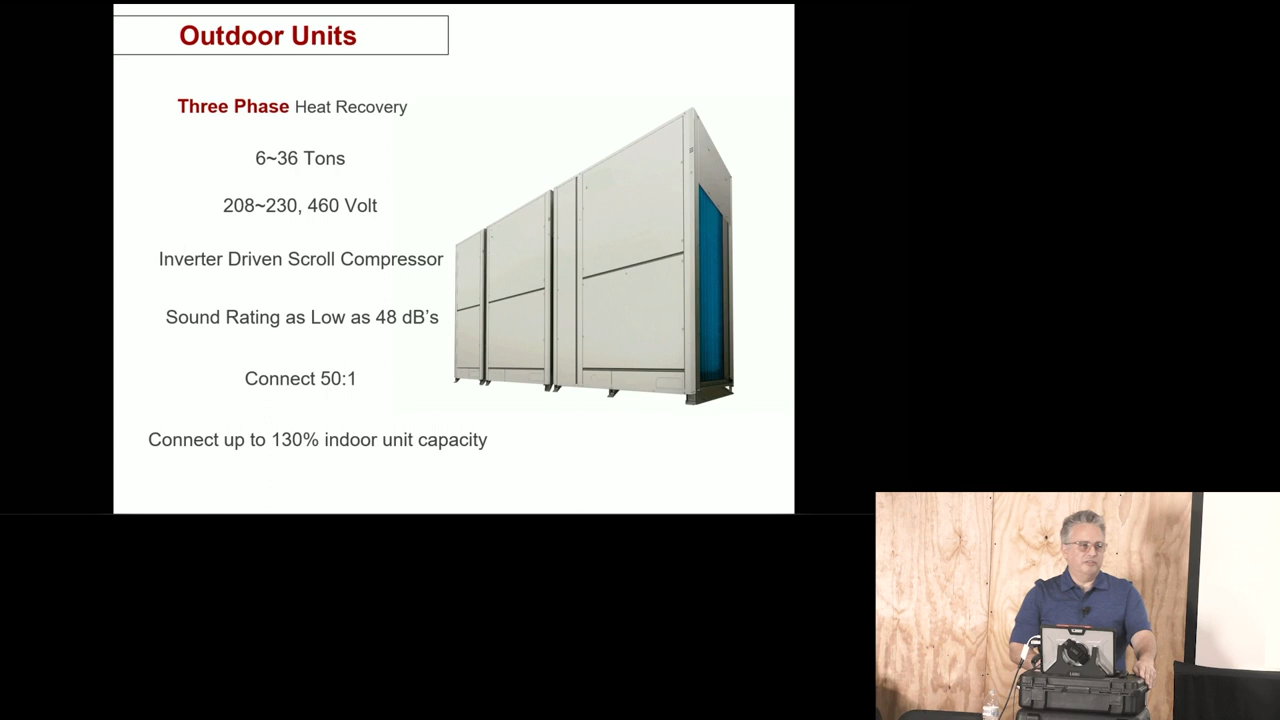 Outdoor Units
Three Phase Heat Recovery
6~36 Tons
208~230, 460 Volt
Inverter Driven Scroll Compressor
Sound Rating as Low as 48 dB’s
Connect 50:1
Connect up to 130% indoor unit capacity